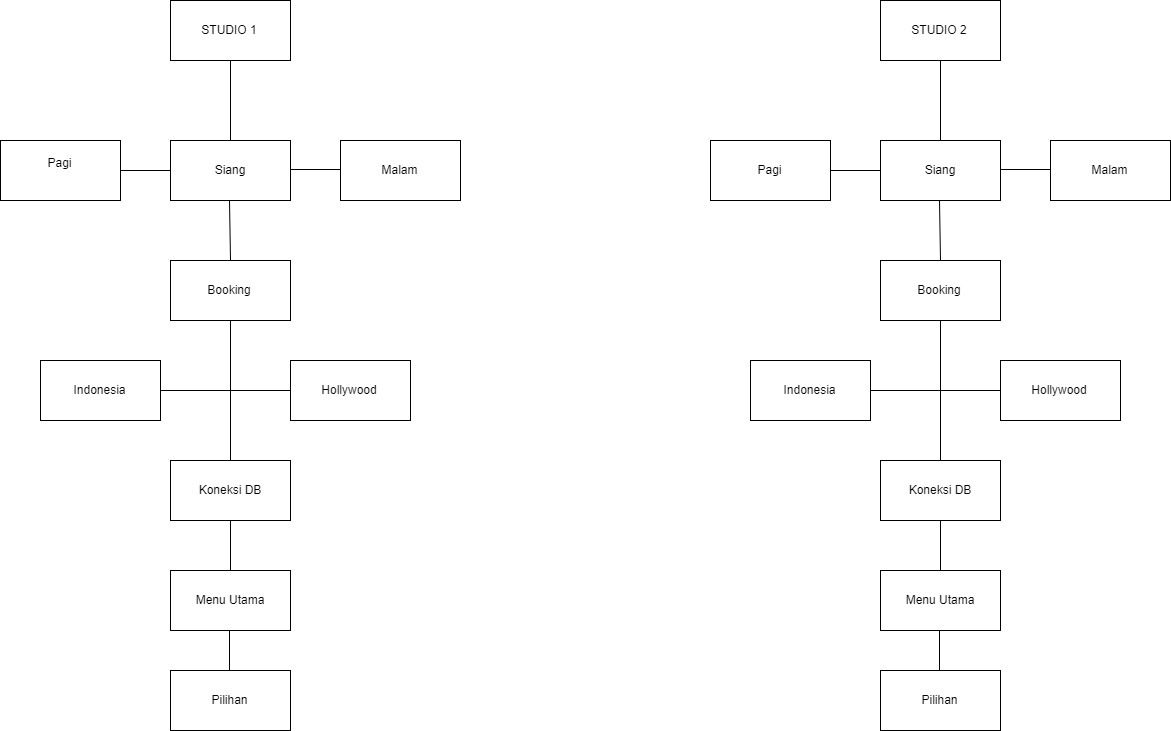 STUDIO 1
Pagi
Siang
Malam
Booking
Indonesia
Hollywood
Koneksi DB
Menu Utama
Pilihan
STUDIO 2
Pagi
Siang
Malam
Booking
Indonesia
Hollywood
Koneksi DB
Menu Utama
Pilihan